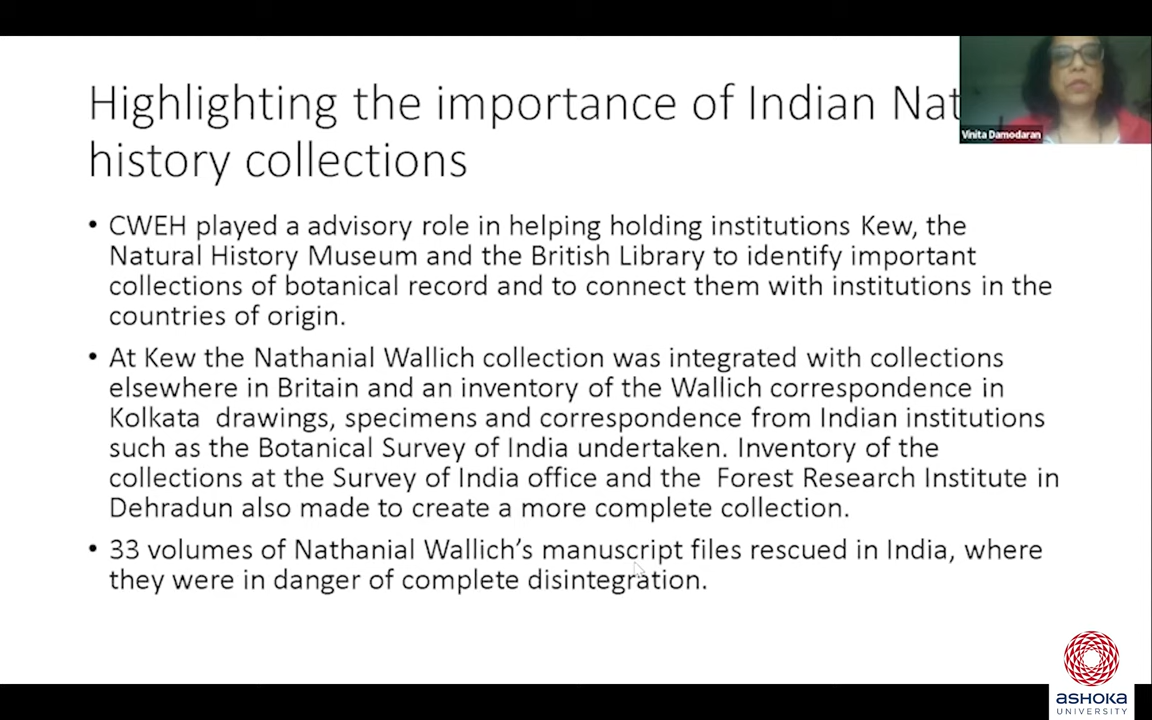 Highlighting the importance of Indian Nat
history collections
Vinita Damodaran
• CWEH played a advisory role in helping holding institutions Kew, the
Natural History Museum and the British Library to identify important
collections of botanical record and to connect them with institutions in the
countries of origin.
• At Kew the Nathanial Wallich collection was integrated with collections
elsewhere in Britain and an inventory of the Wallich correspondence in
Kolkata  drawings, specimens and correspondence from Indian institutions
such as the Botanical Survey of India undertaken. Inventory of the
collections at the Survey of India office and the  Forest Research Institute in
Dehradun also made to create a more complete collection.
• 33 volumes of Nathanial Wallich’s manuscript files rescued in India, where
they were in danger of complete disintegration.
ASHOKA
UNIVERSITY